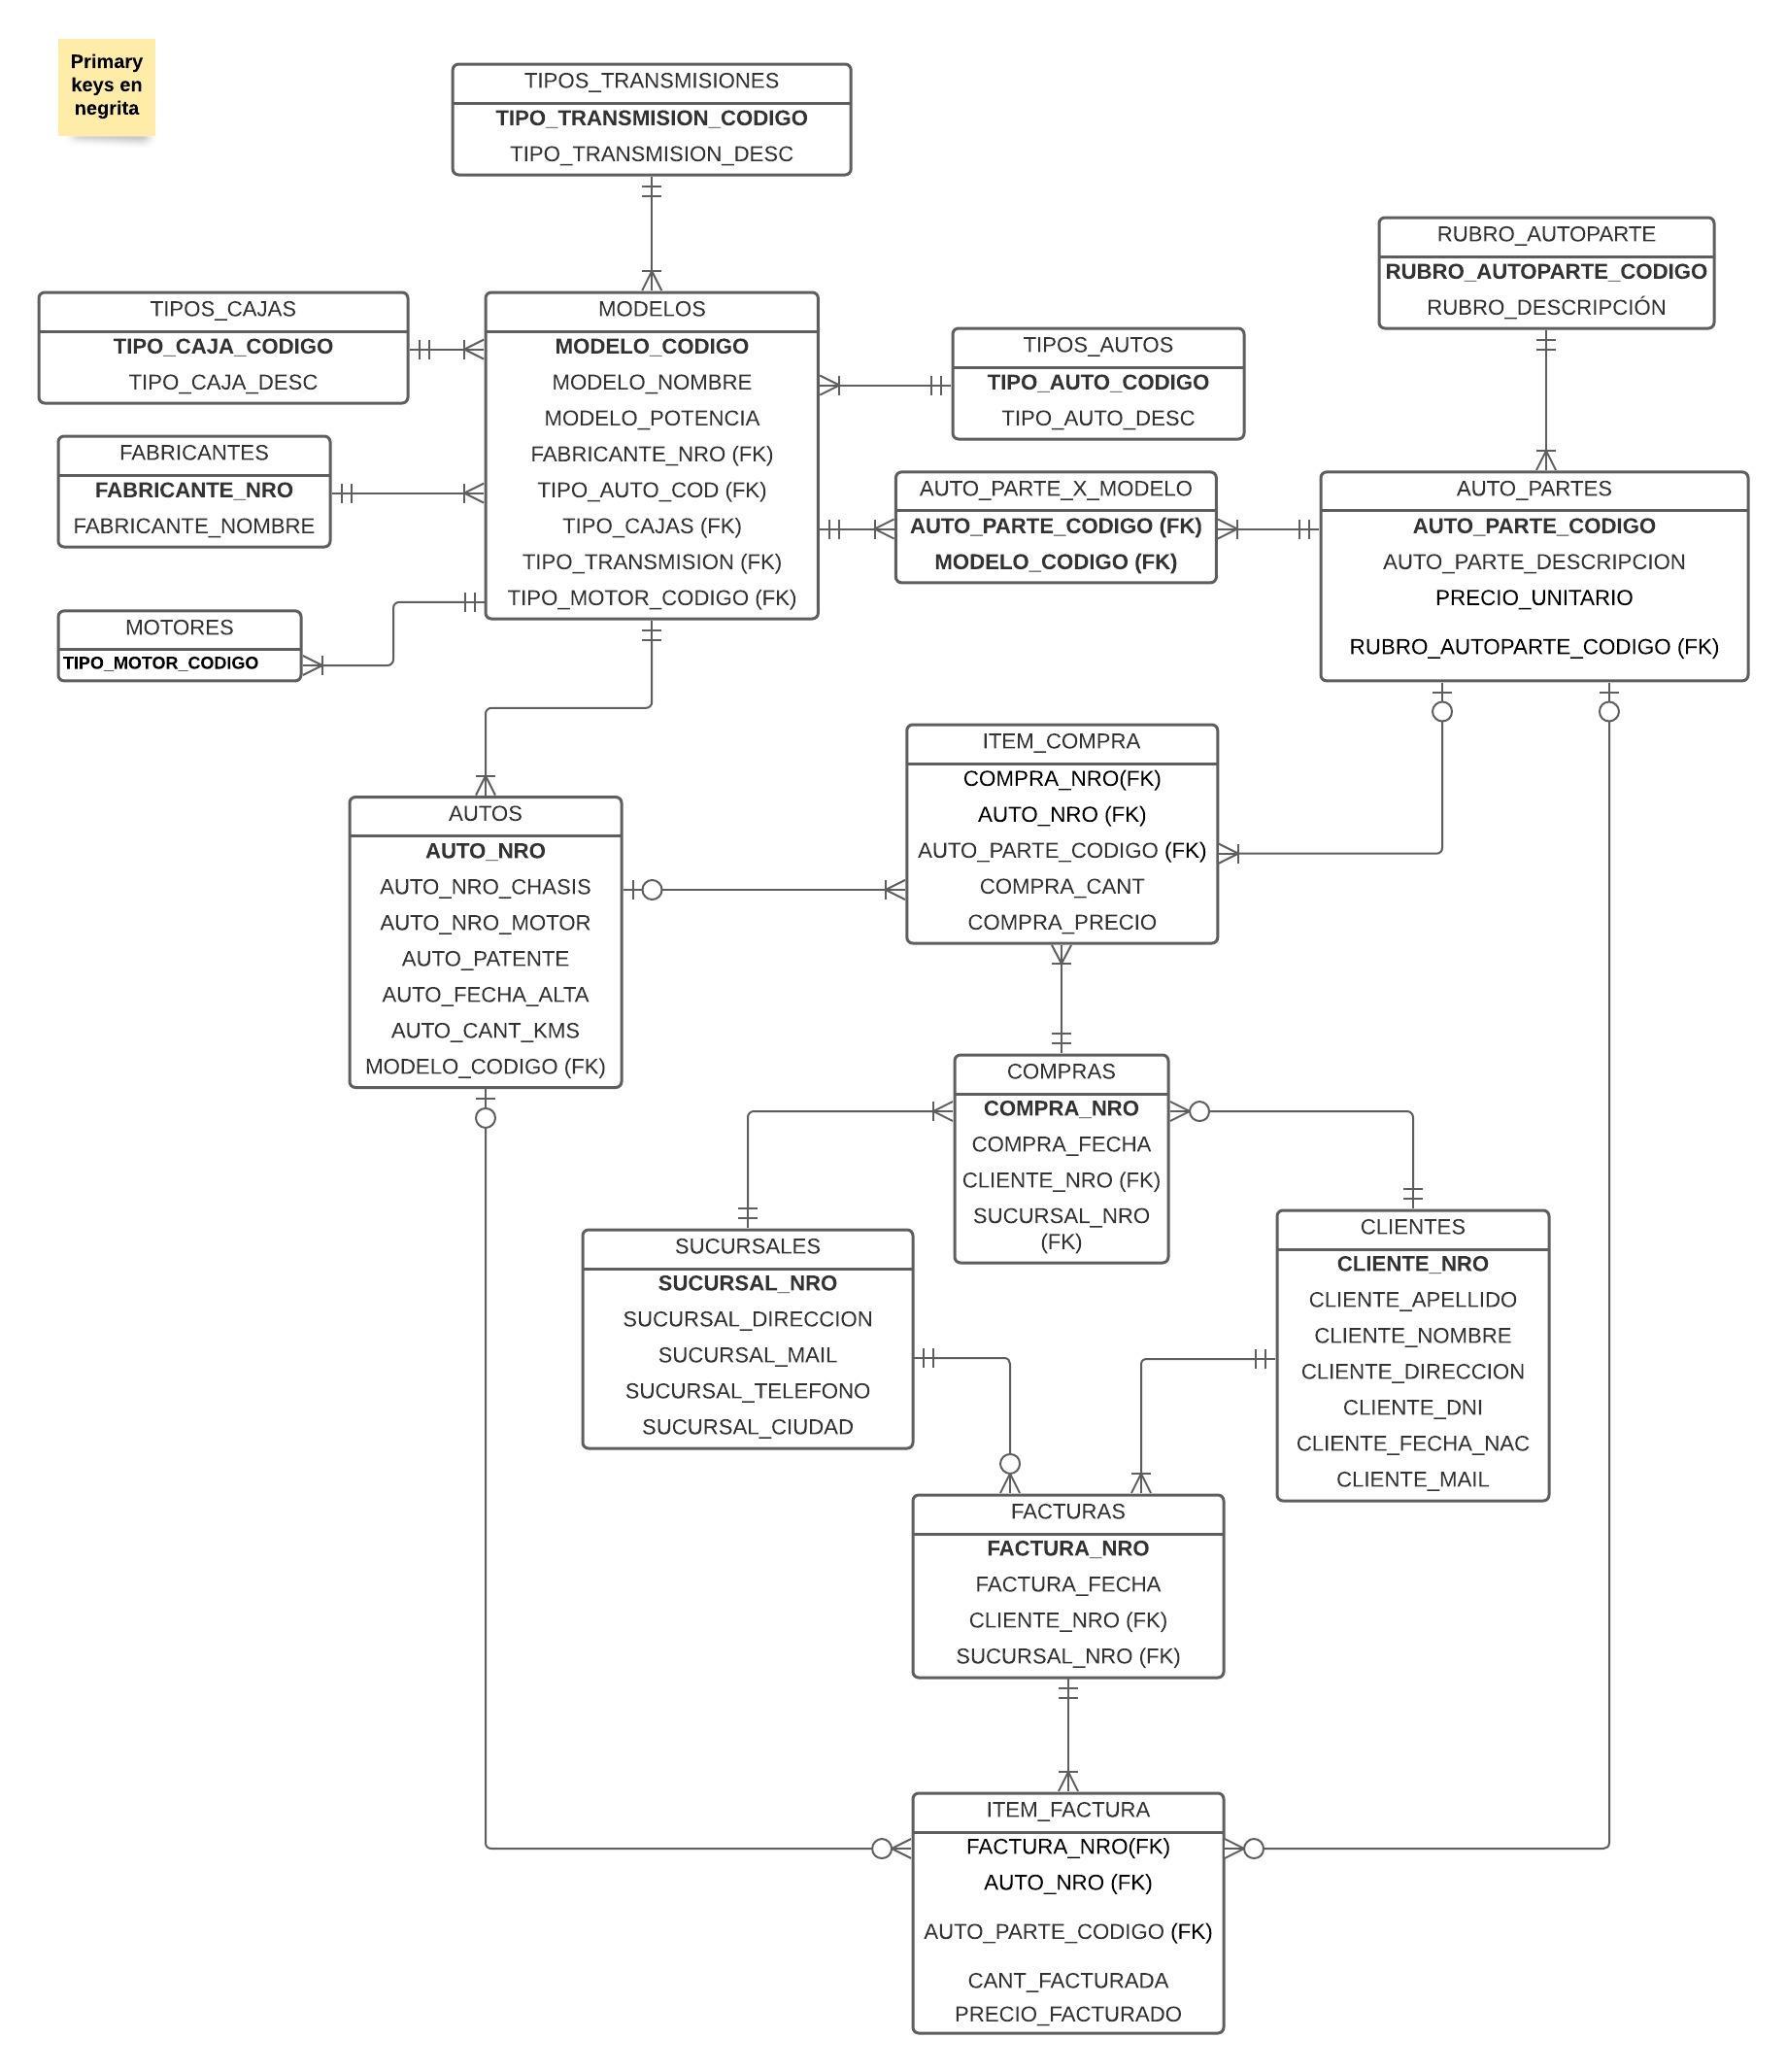 Primary
keys en
negrita
TIPOS_TRANSMISIONES
TIPO_TRANSMISION_CODIGO
TIPO_TRANSMISION_DESC
RUBRO_AUTOPARTE
RUBRO_AUTOPARTE_CODIGO
RUBRO_DESCRIPCIÓN
TIPOS_CAJAS
TIPO_CAJA_CODIGO
TIPO_CAJA_DESC
MODELOS
MODELO_CODIGO
MODELO_NOMBRE
MODELO_POTENCIA
FABRICANTE_NRO (FK)
TIPO_AUTO_COD (FK)
TIPO_CAJAS (FK)
TIPO_TRANSMISION (FK)
TIPO_MOTOR_CODIGO (FK)
TIPOS_AUTOS
TIPO_AUTO_CODIGO
TIPO_AUTO_DESC
FABRICANTES
FABRICANTE_NRO
FABRICANTE_NOMBRE
AUTO_PARTE_X_MODELO
AUTO_PARTE_CODIGO (FK)
MODELO_CODIGO (FK)
AUTO_PARTES
AUTO_PARTE_CODIGO
AUTO_PARTE_DESCRIPCION
PRECIO_UNITARIO
RUBRO_AUTOPARTE_CODIGO (FK)
MOTORES
TIPO_MOTOR_CODIGO
ITEM_COMPRA
COMPRA_NRO(FK)
AUTO_NRO (FK)
AUTO_PARTE_CODIGO (FK)
COMPRA_CANT
COMPRA_PRECIO
AUTOS
AUTO_NRO
AUTO_NRO_CHASIS
AUTO_NRO_MOTOR
AUTO_PATENTE
AUTO_FECHA_ALTA
AUTO_CANT_KMS
MODELO_CODIGO (FK)
COMPRAS
COMPRA_NRO
COMPRA_FECHA
CLIENTE_NRO (FK)
SUCURSAL_NRO
(FK)
SUCURSALES
SUCURSAL_NRO
SUCURSAL_DIRECCION
SUCURSAL_MAIL
SUCURSAL_TELEFONO
SUCURSAL_CIUDAD
CLIENTES
CLIENTE_NRO
CLIENTE_APELLIDO
CLIENTE_NOMBRE
CLIENTE_DIRECCION
CLIENTE_DNI
CLIENTE_FECHA_NAC
CLIENTE_MAIL
FACTURAS
FACTURA_NRO
FACTURA_FECHA
CLIENTE_NRO (FK)
SUCURSAL_NRO (FK)
ITEM_FACTURA
FACTURA_NRO(FK)
AUTO_NRO (FK)
AUTO_PARTE_CODIGO (FK)
CANT_FACTURADA
PRECIO_FACTURADO